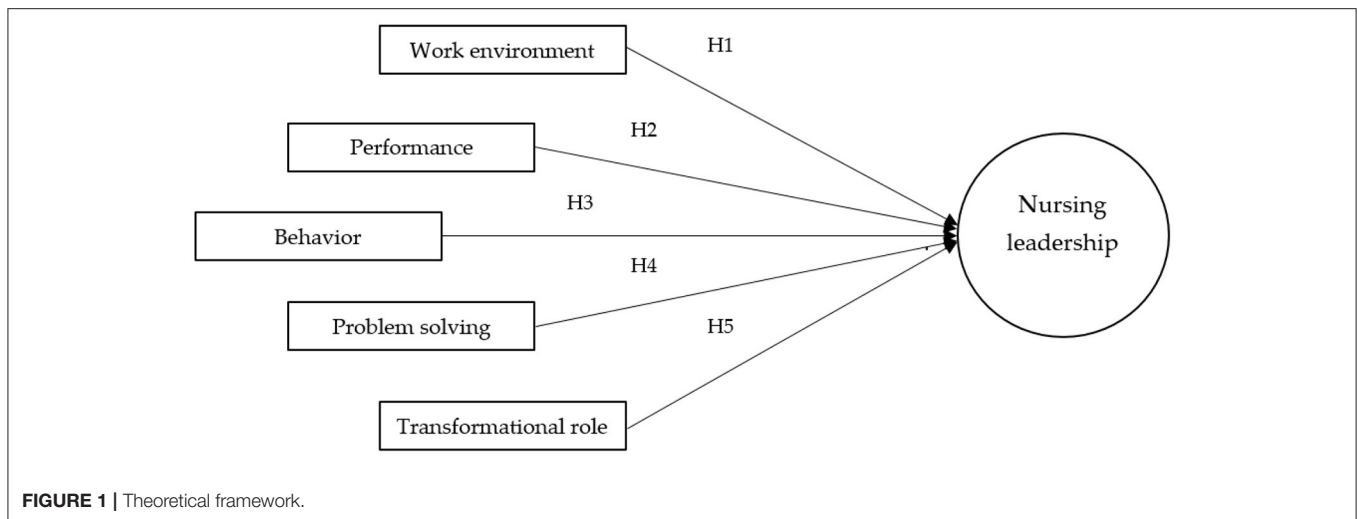 Work environment
H1
Performance
H2
Behavior
H3
Problem solving
H4
Transformational role
H5
Nursing
leadership
FIGURE 1 | Theoretical framework.